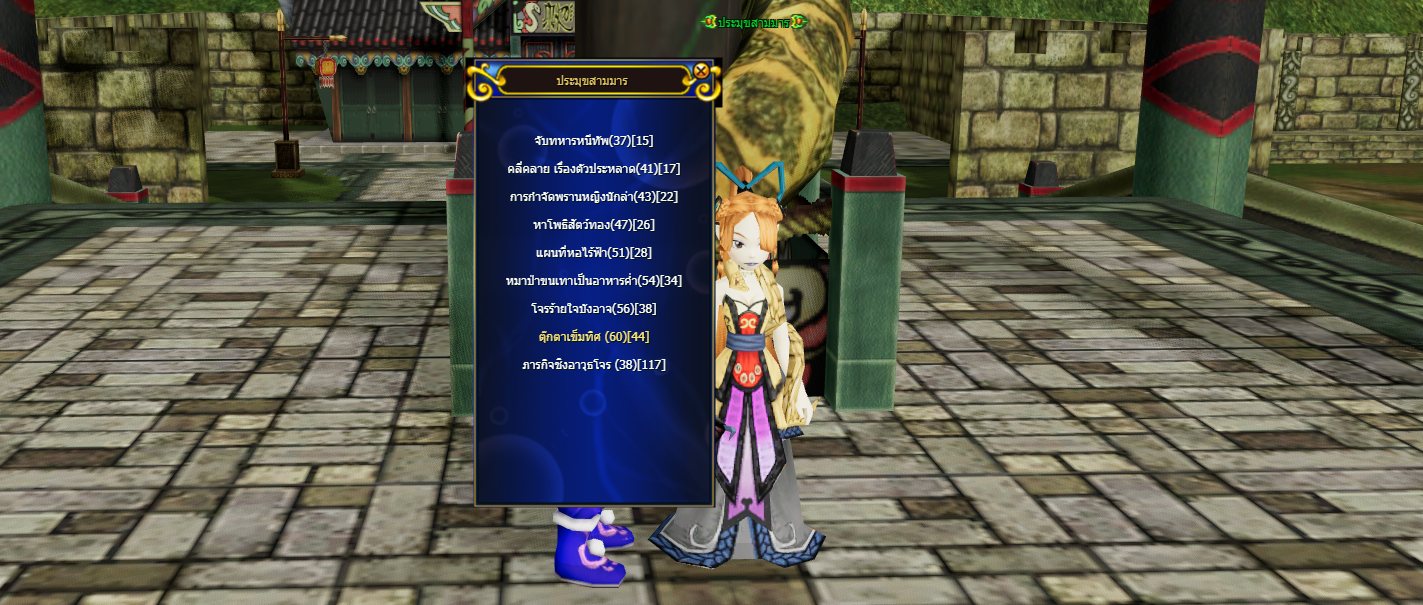 ประมุขสามมาร
ประมุขสามมาร
จับทหารหนีทัพ(37)[15]
คลี่คลาย เรื่องตัวประหลาด(41)[17]
การกำจัดพรานหญิงนักล่า(43)[22]
หาโพธิสัตว์ทอง(47)[26]
แผนที่หอไร้ฟ้า(51)[28]
หมาป่าขนเทาเป็นอาหารค่ำ(54)[34]
โจรร้ายใจบังอาจ(56)[38]
ตุ๊กตาเข็มทิศ (60)[44]
ภารกิจชิงอาวุธโจร (38)[117]